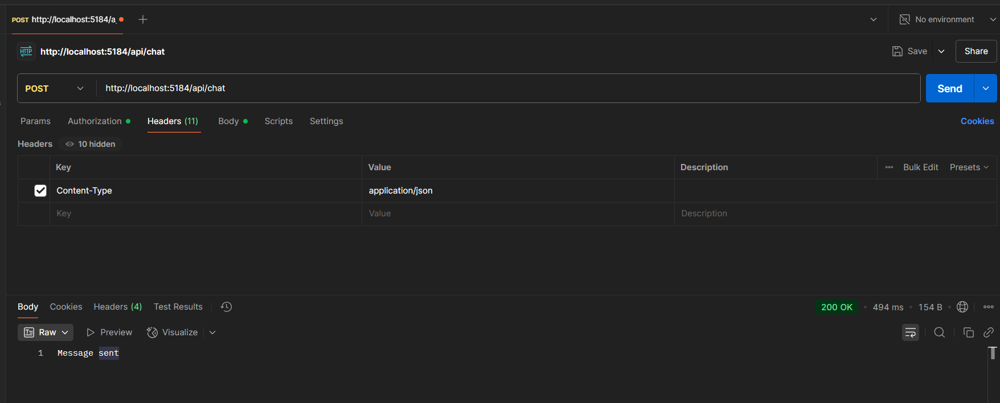 POST http://localhost:5184/a
No environment
HTTP http://localhost:5184/api/chat
Save
Share
POST
http://localhost:5184/api/chat
Send
Params
Authorization
Headers (11)
Body
Scripts
Settings
Cookies
Headers
10 hidden
Key
Value
Description
Bulk Edit
Presets
Content-Type
application/json
Key
Value
Description
Body
Cookies
Headers (4)
Test Results
200 OK
494 ms
154 B
Raw
Preview
Visualize
1 Message sent